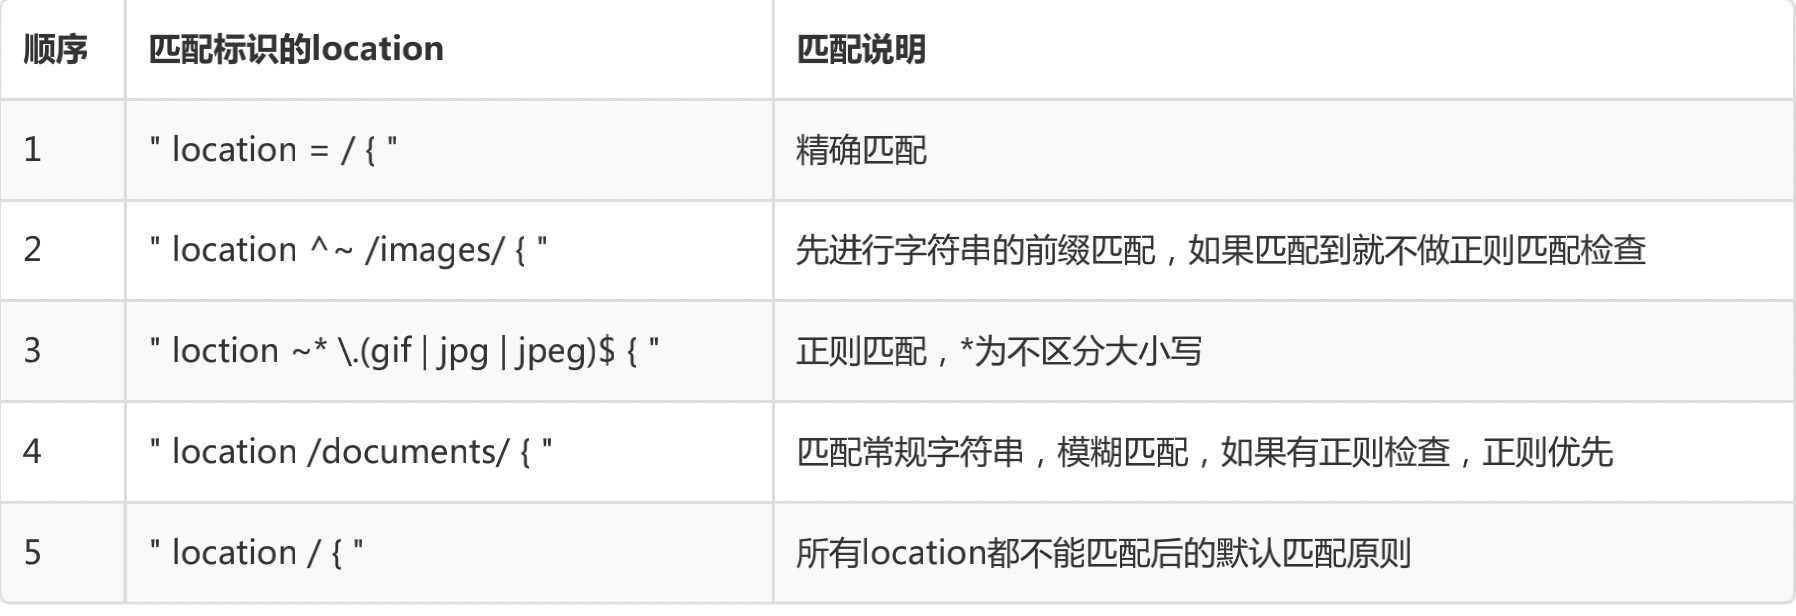 顺序 匹配标识的location 匹配说明
1 " location = / { " 精确匹配
2 " location ^~ /images/ { " 先进行字符串的前缀匹配，如果匹配到就不做正则匹配检查
3 " loction ~* \.(gif | jpg | jpeg)$ { " 正则匹配，*为不区分大小写
4 " location /documents/ { " 匹配常规字符串，模糊匹配，如果有正则检查，正则优先
5 " location / { " 所有location都不能匹配后的默认匹配原则